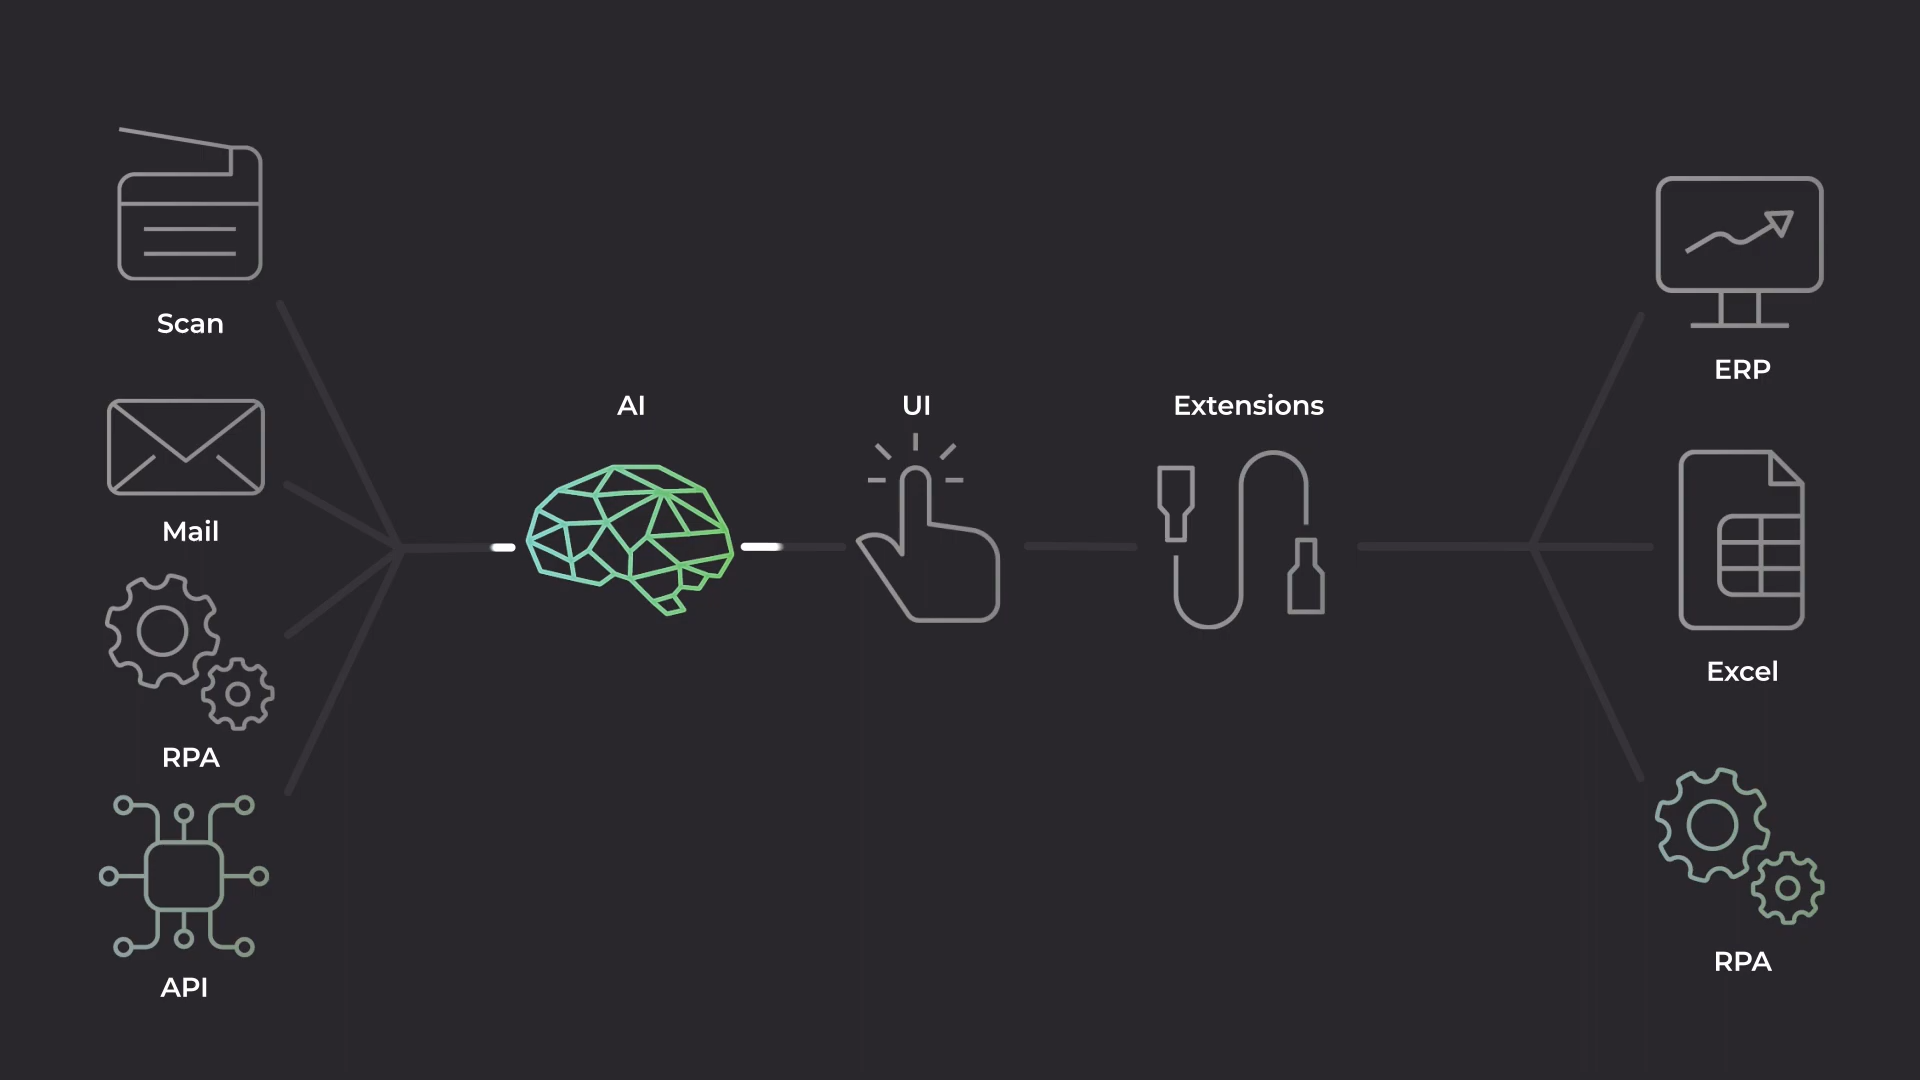 Scan
Mail
RPA
API
AI
UI
Extensions
ERP
Excel
RPA